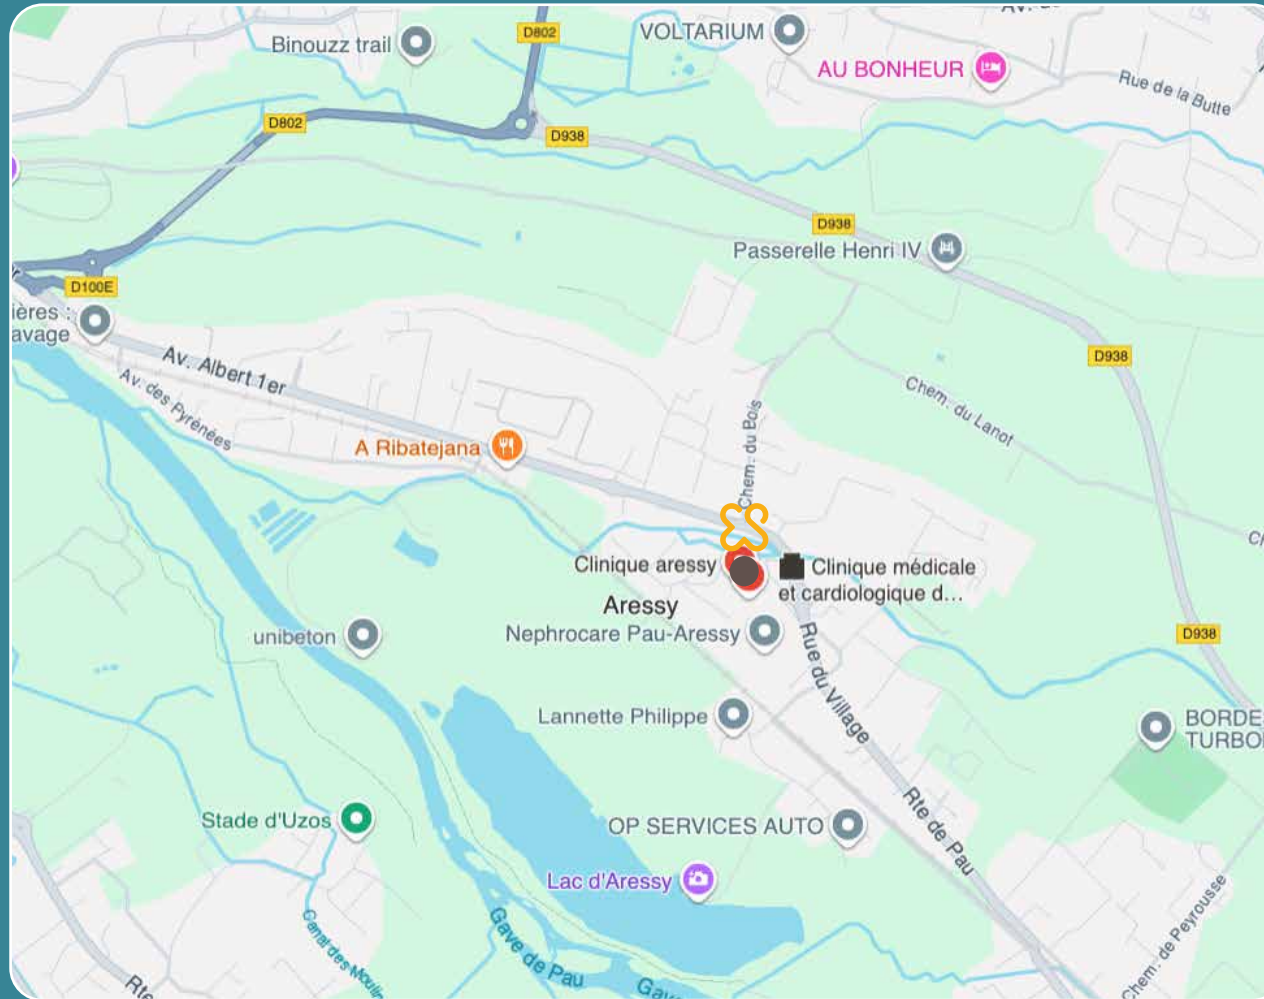 D802
VOLTARIUM
Binouzz trail
AU BONHEUR
Rue de la Butte
D802
D938
D938
Passerelle Henri IV
D100E
ières :
avage
D938
Av. Albert 1er
Av. des Pyrénées
Chem. du Lanot
Chem. du Bois
A Ribatejana
Clinique aressy
Clinique médicale
et cardiologique d...
Aressy
Nephrocare Pau-Aressy
unibeton
D938
Rue du Village
Lannette Philippe
BORDE
TURBO
Stade d'Uzos
OP SERVICES AUTO
Rte de Pau
Lac d'Aressy
Chem. de Peyrousse
Canal des Moulin
Gave de Pau
Gave
Rte